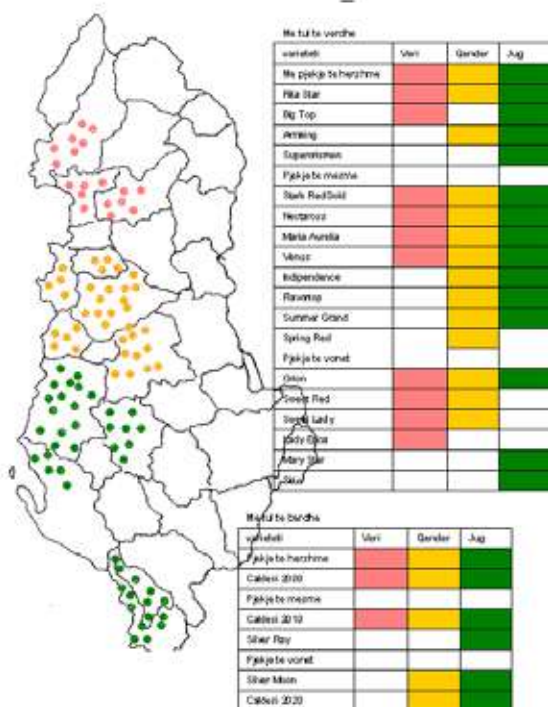 Me tul te verdhe
varieteti Veri Qender Jug
Me pjekje te hershme
Rita Star
Big Top
Amiking
Supercrimson
Pjekje te mesme
Stark RedGold
Nectaross
Maria Aurelia
Venus
Indipendence
Flavortop
Summer Grand
Spring Red
Pjekje te vonet
Orion
Sweet Red
Sweet Lady
Lady Erica
Mary Star
Me tul te bardhe
varieteti Veri Qender Jug
Pjekje te hershme
Caldesi 2000
Pjekje te mesme
Caldesi 2010
Silver Ray
Pjekje te vonet
Silver Moon
Caldesi 2020